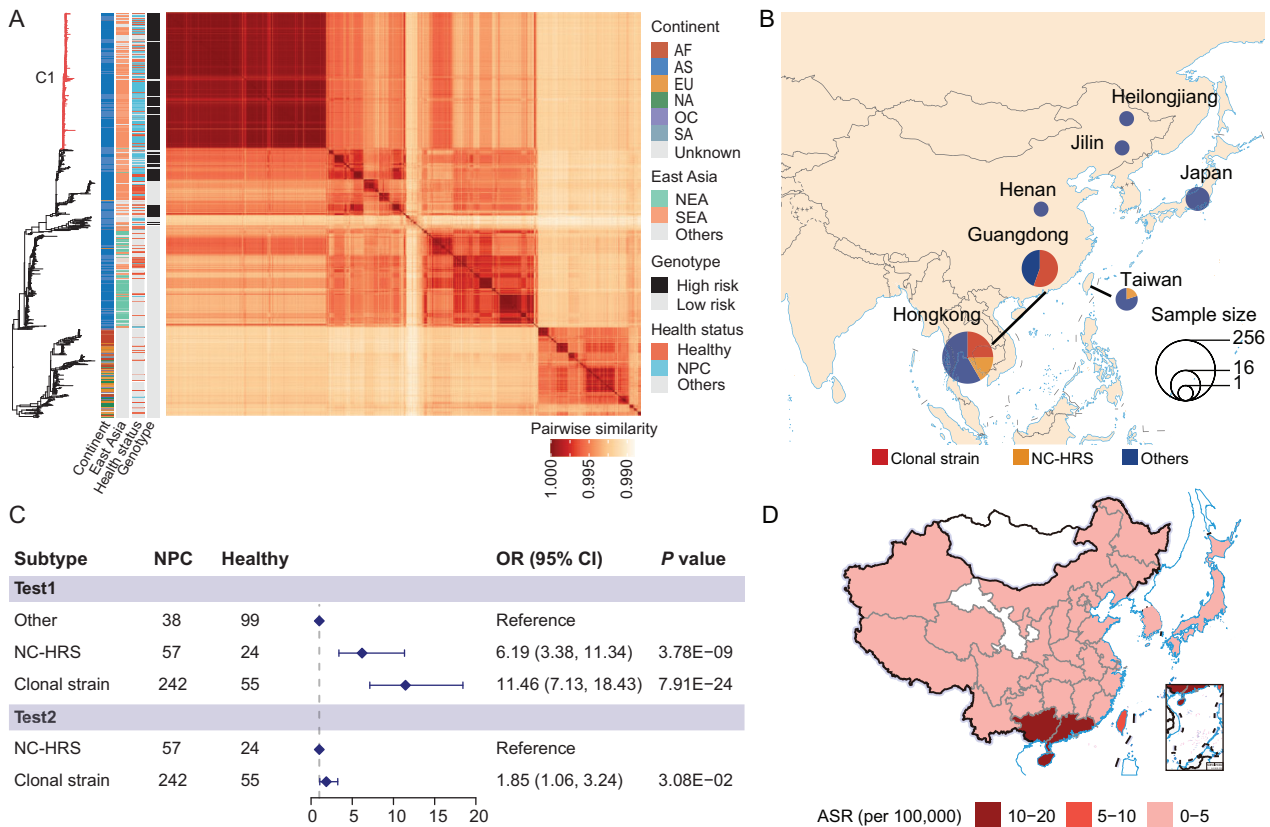 A
C1
Continent
AF
AS
EU
NA
OC
SA
Unknown
East Asia
NEA
SEA
Others
Genotype
High risk
Low risk
Health status
Healthy
NPC
Others
Continent
East Asia
Health status
Genotype
Pairwise similarity
1.000
0.995
0.990
B
Heilongjiang
Jilin
Japan
Henan
Guangdong
Taiwan
Hongkong
Sample size
256
16
1
Clonal strain
NC-HRS
Others
C
Subtype NPC Healthy OR (95% CI) P value
Test1
Other 38 99 Reference
NC-HRS 57 24 6.19 (3.38, 11.34) 3.78E−09
Clonal strain 242 55 11.46 (7.13, 18.43) 7.91E−24
Test2
NC-HRS 57 24 Reference
Clonal strain 242 55 1.85 (1.06, 3.24) 3.08E−02
0 5 10 15 20
D
ASR (per 100,000) 10−20 5−10 0−5